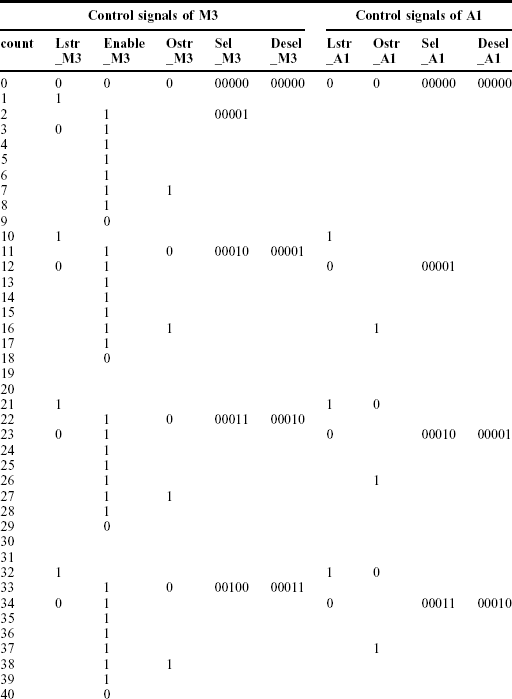 Control signals of M3 Control signals of A1
count Lstr Enable Ostr Sel Desel Lstr Ostr Sel Desel
_M3 _M3 _M3 _M3 _M3 _A1 _A1 _A1 _A1
0 0 0 0 00000 00000 0 0 00000 00000
1 1
2 1 00001
3 0 1
4 1
5 1
6 1
7 1 1
8 1
9 0
10 1 1
11 1 0 00010 00001
12 0 1 0 00001
13 1
14 1
15 1
16 1 1 1
17 1
18 0
19
20
21 1 1 0
22 1 0 00011 00010
23 0 1 0 00010 00001
24 1
25 1
26 1 1
27 1 1
28 1
29 0
30
31
32 1 1 0
33 1 0 00100 00011
34 0 1 0 00011 00010
35 1
36 1
37 1 1
38 1 1
39 1
40 0